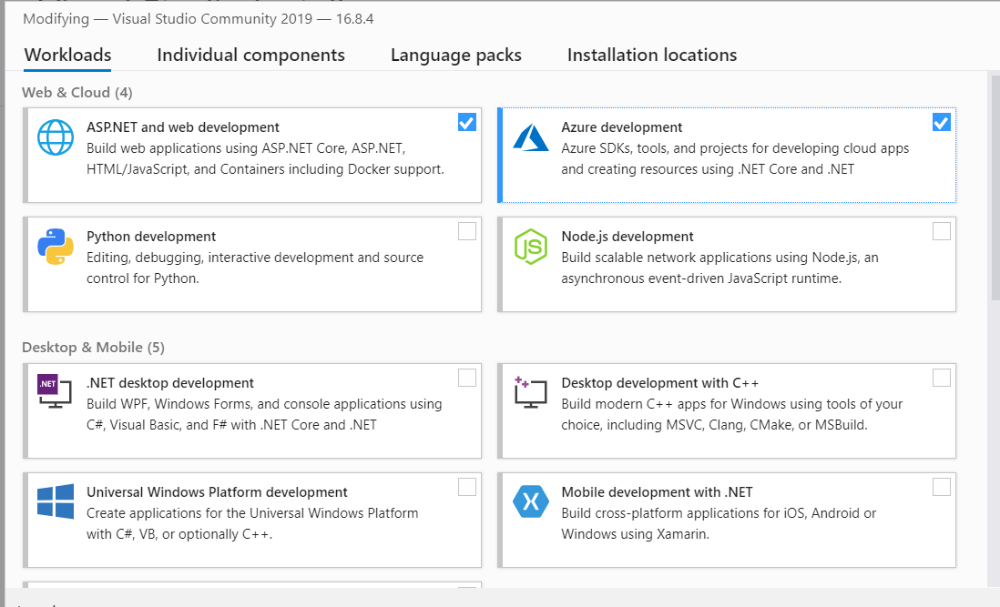 Modifying — Visual Studio Community 2019 — 16.8.4
Workloads Individual components Language packs Installation locations
Web & Cloud (4)
ASP.NET and web development
Build web applications using ASP.NET Core, ASP.NET,
HTML/JavaScript, and Containers including Docker support.
Azure development
Azure SDKs, tools, and projects for developing cloud apps
and creating resources using .NET Core and .NET
Python development
Editing, debugging, interactive development and source
control for Python.
JS
Node.js development
Build scalable network applications using Node.js, an
asynchronous event-driven JavaScript runtime.
Desktop & Mobile (5)
.NET
.NET desktop development
Build WPF, Windows Forms, and console applications using
C#, Visual Basic, and F# with .NET Core and .NET
Desktop development with C++
Build modern C++ apps for Windows using tools of your
choice, including MSVC, Clang, CMake, or MSBuild.
Universal Windows Platform development
Create applications for the Universal Windows Platform
with C#, VB, or optionally C++.
Mobile development with .NET
Build cross-platform applications for iOS, Android or
Windows using Xamarin.